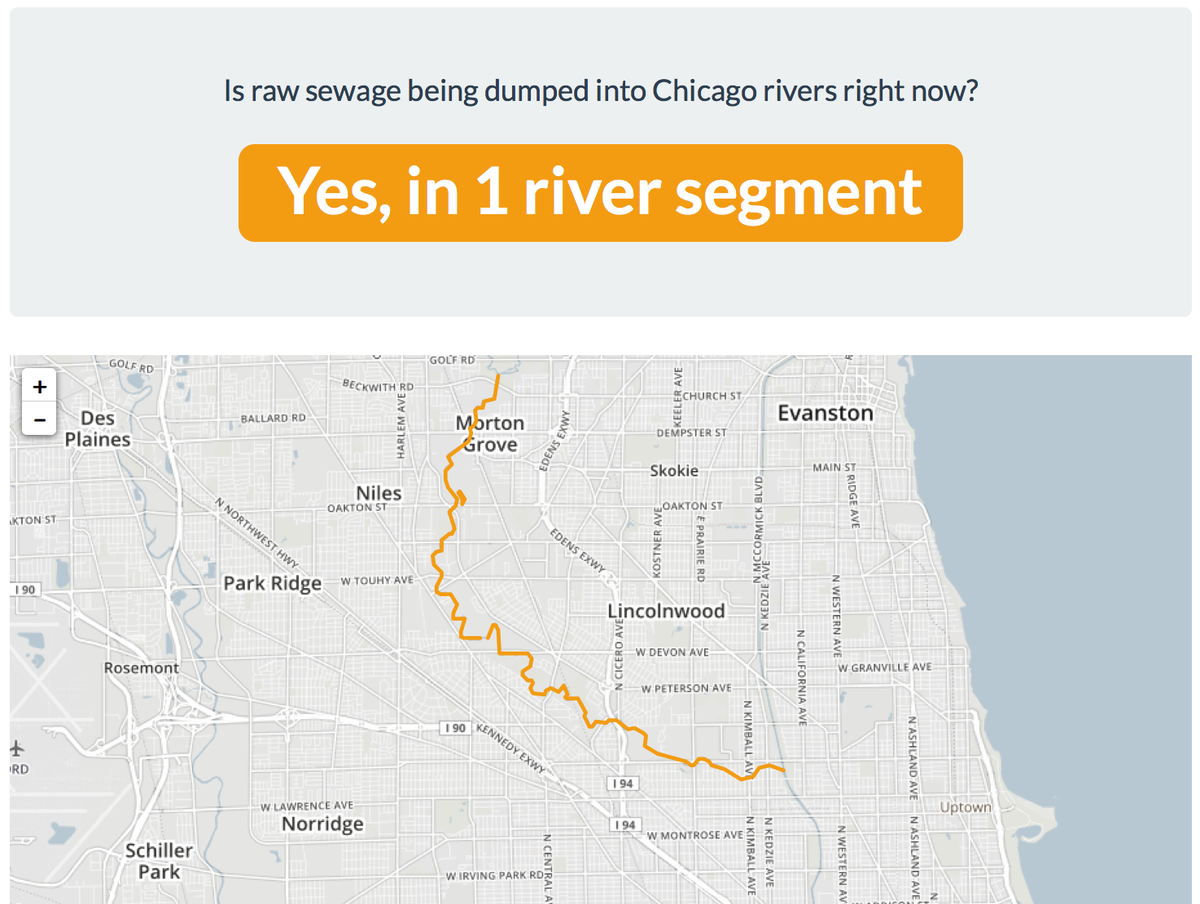 Is raw sewage being dumped into Chicago rivers right now?
Yes, in 1 river segment
+
−
GOLF RD
GOLF RD
BECKWITH RD
HARLEM AVE
BALLARD RD
Des
Plaines
Morton
Grove
EDENS EXPY
KEELER AVE
CHURCH ST
DEMPSTER ST
Evanston
Skokie
MAIN ST
RIDGE AVE
Niles
OAKTON ST
OAKTON ST
KTON ST
N NORTHWEST HWY
EDENS EXWY
KOSTNER AVE
E PRAIRIE RD
N MCCORMICK BLVD
N KEDZIE AVE
N WESTERN AVE
I 90
Park Ridge
W TOUHY AVE
Lincolnwood
N CICERO AVE
W DEVON AVE
N CALIFORNIA AVE
W GRANVILLE AVE
Rosemont
W PETERSON AVE
N KIMBALL AV
I 90
KENNEDY EXWY
N ASHLAND AVE
RD
I 94
W LAWRENCE AVE
Norridge
I 94
W MONTROSE AVE
Uptown
Schiller
Park
W IRVING PARK RD
N CENTRAL A
N KIMBALL AVE
N KEDZIE AVE
N WESTERN AV
N ASHLAND AVE